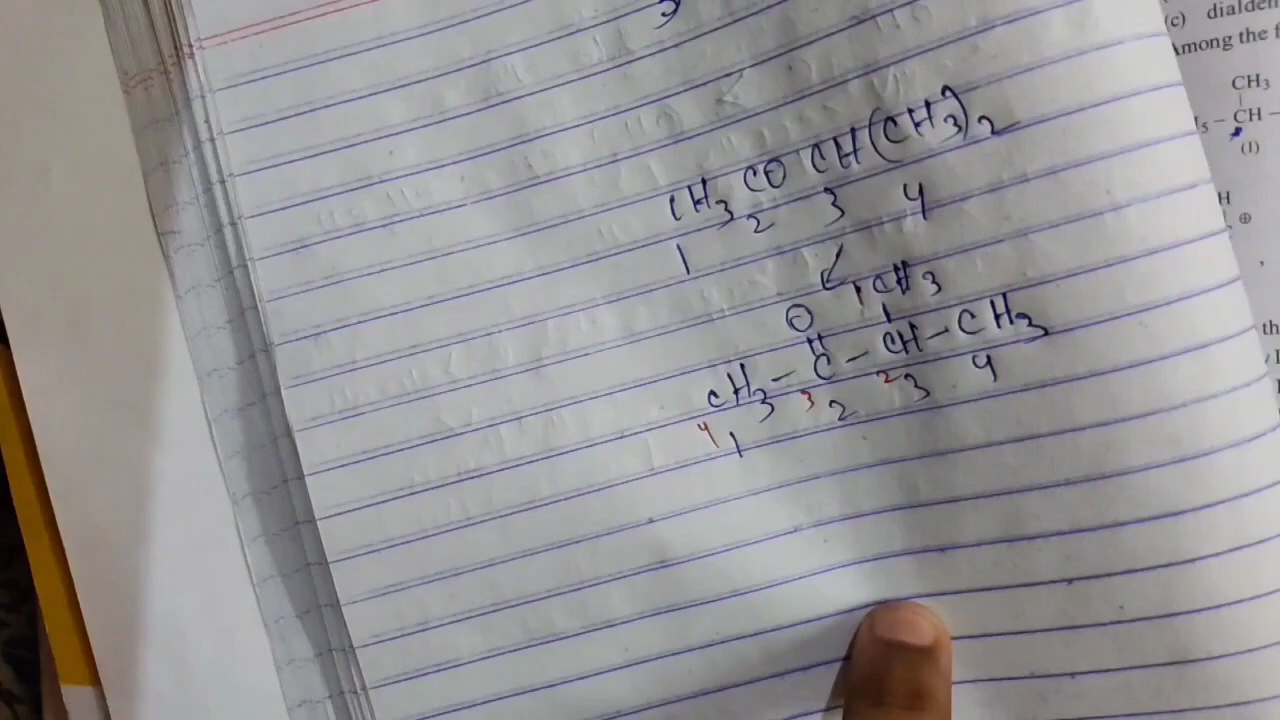 CH3 CO CH(CH3)2
1 2 3 4
O CH3
CH3 - C - CH - CH3
4 3 2
1 2 3 4
(c)
Among the f
CH3
CH -
(I)
H
⊕